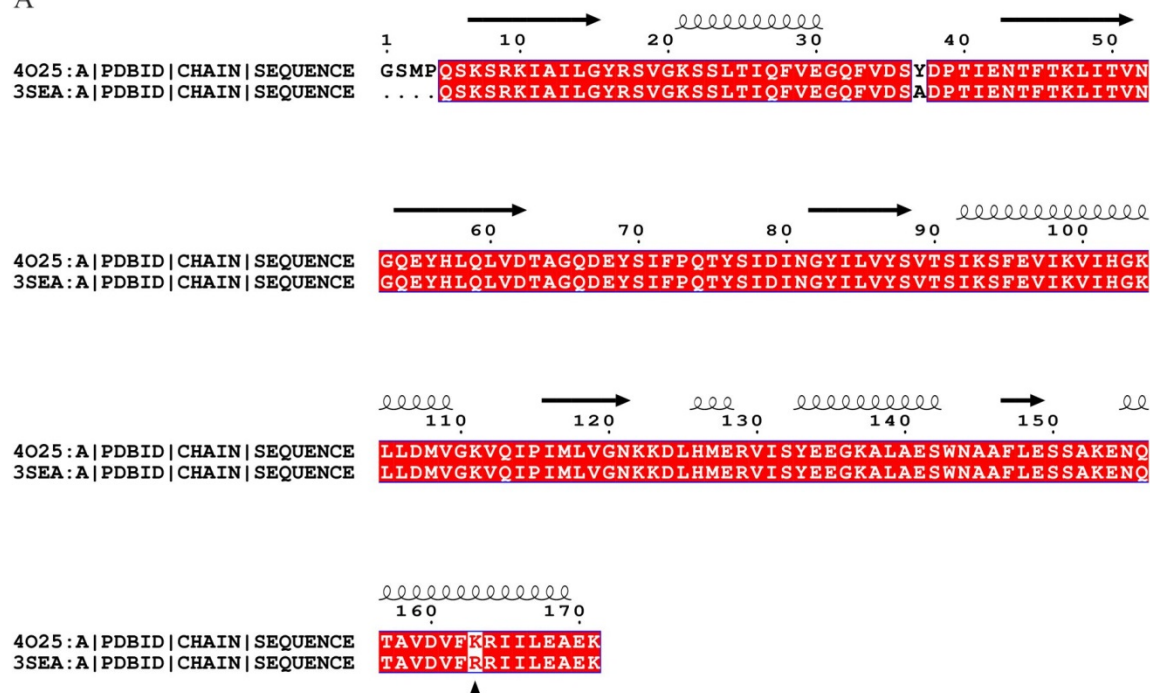 A
1 10 20 30 40 50
4O25:A|PDBID|CHAIN|SEQUENCE GSMPQSKSRKIAILGYRSVGKSSLTIQFVEGQFVDSYDPTIENTFTKLITVN
3SEA:A|PDBID|CHAIN|SEQUENCE ....QSKSRKIAILGYRSVGKSSLTIQFVEGQFVDSADPTIENTFTKLITVN
60 70 80 90 100
4O25:A|PDBID|CHAIN|SEQUENCE GQEYHLQLVDTAGQDEYSIFPQTYSIDINGYILVYSVTSIKSFEVIKVIHGK
3SEA:A|PDBID|CHAIN|SEQUENCE GQEYHLQLVDTAGQDEYSIFPQTYSIDINGYILVYSVTSIKSFEVIKVIHGK
110 120 130 140 150
4O25:A|PDBID|CHAIN|SEQUENCE LLDMVGKVQIPIMLVGNKKDLHMERVISYEEGKALAESWNAAFLESSAKENQ
3SEA:A|PDBID|CHAIN|SEQUENCE LLDMVGKVQIPIMLVGNKKDLHMERVISYEEGKALAESWNAAFLESSAKENQ
160 170
4O25:A|PDBID|CHAIN|SEQUENCE TAVDVFKRIILEAEK
3SEA:A|PDBID|CHAIN|SEQUENCE TAVDVFRRIILEAEK